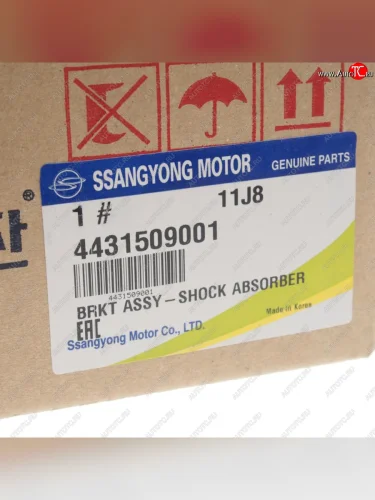 www.AutoTC.ru
SSANGYONG MOTOR GENUINE PARTS
1 # 11J8
4431509001
4431509001
BRKT ASSY-SHOCK ABSORBER
EAC Made in Korea
Ssangyong Motor Co., LTD.
차®